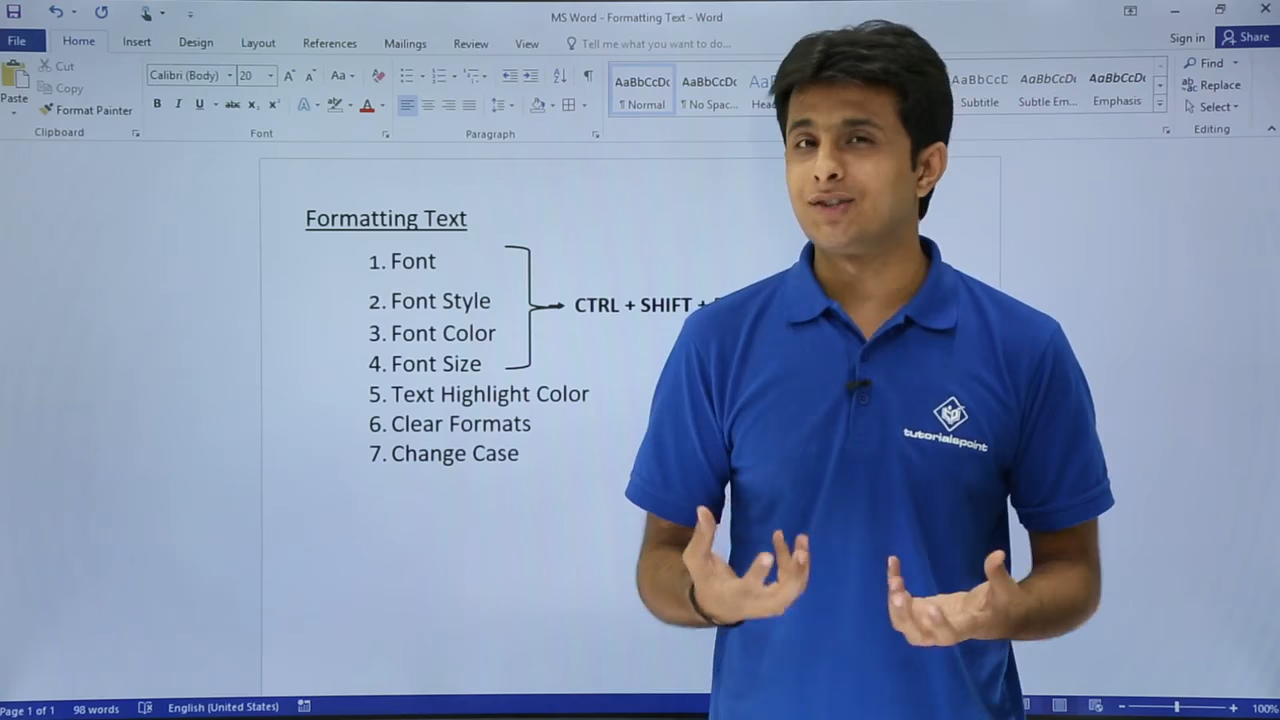 MS Word - Formatting Text - Word
File Home Insert Design Layout References Mailings Review View Tell me what you want to do... Sign in Share
Cut
Copy
Paste
Format Painter
Clipboard
Calibri (Body) 20
Font
Paragraph
AaBbCcDc AaBbCcDc
¶ Normal ¶ No Spac...
AaBbCcD AaBbCcDc AaBbCcDc
Subtitle Subtle Em... Emphasis
Find
Replace
Select
Editing
Formatting Text
1. Font
2. Font Style
3. Font Color
4. Font Size
CTRL + SHIFT +
5. Text Highlight Color
6. Clear Formats
7. Change Case
tutorialspoint
Page 1 of 1 98 words English (United States) 100%